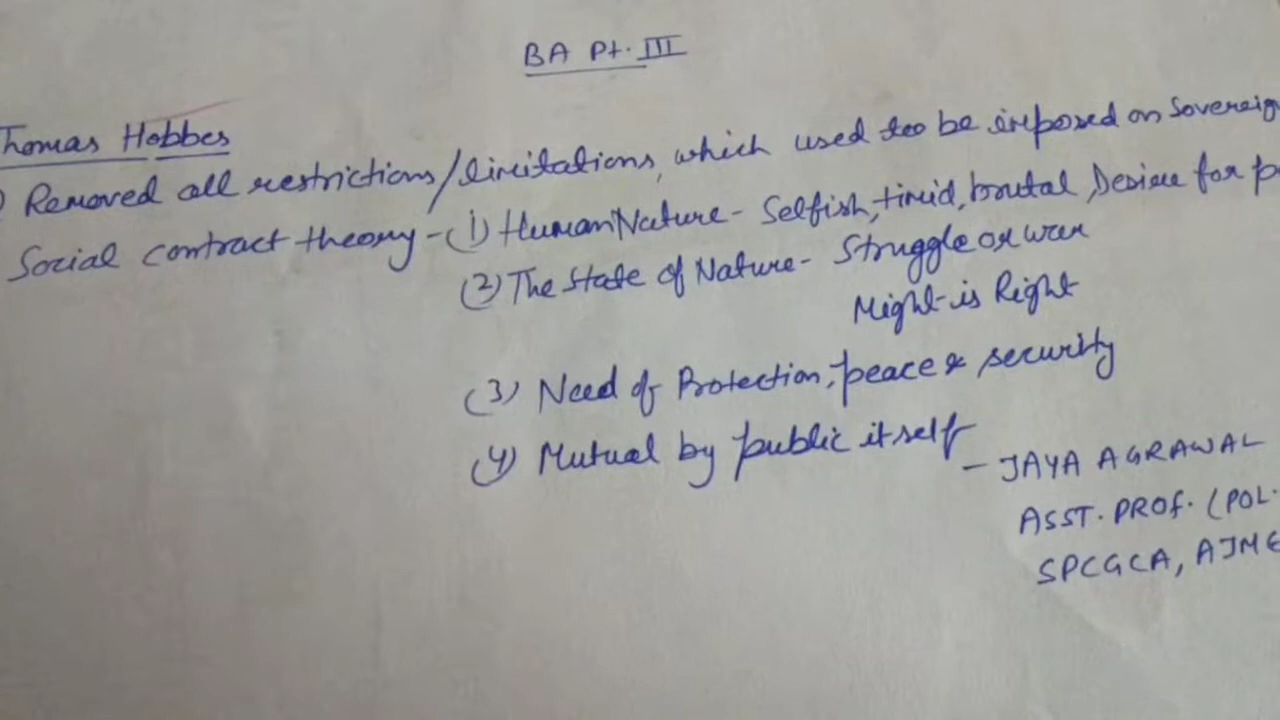 BA Pt. III
Thomas Hobbes
) Removed all restrictions/limitations, which used to be imposed on Sovereig
Social contract theory - (1) Human Nature - Selfish, timid, brutal, Desire for p
(2) The State of Nature - Struggle or war
Might is Right
(3) Need of Protection, peace & security
(4) Mutual by public itself
- JAYA AGRAWAL
ASST. PROF. (POL.
SPCGCA, AJME